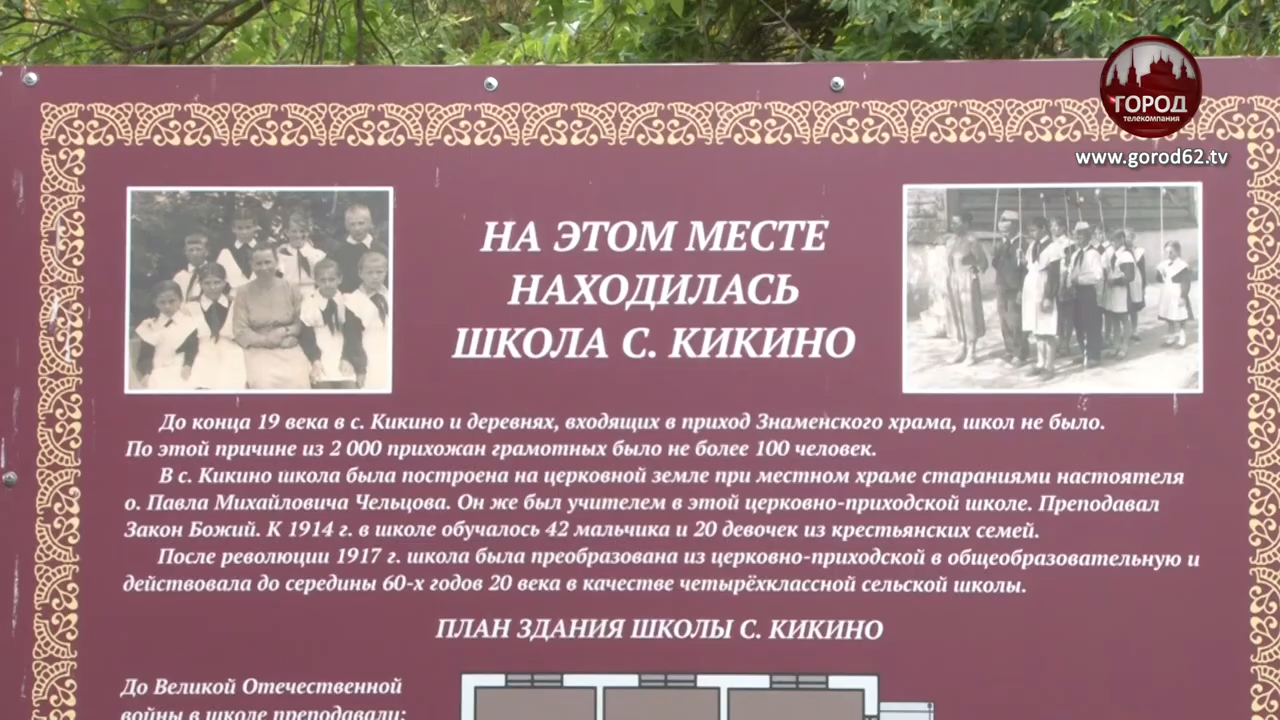 ГОРОД
телекомпания
www.gorod62.tv
НА ЭТОМ МЕСТЕ
НАХОДИЛАСЬ
ШКОЛА С. КИКИНО
До конца 19 века в с. Кикино и деревнях, входящих в приход Знаменского храма, школ не было.
По этой причине из 2 000 прихожан грамотных было не более 100 человек.
В с. Кикино школа была построена на церковной земле при местном храме стараниями настоятеля
о. Павла Михайловича Чельцова. Он же был учителем в этой церковно-приходской школе. Преподавал
Закон Божий. К 1914 г. в школе обучалось 42 мальчика и 20 девочек из крестьянских семей.
После революции 1917 г. школа была преобразована из церковно-приходской в общеобразовательную и
действовала до середины 60-х годов 20 века в качестве четырёхклассной сельской школы.
ПЛАН ЗДАНИЯ ШКОЛЫ С. КИКИНО
До Великой Отечественной
войны в школе преподавали: